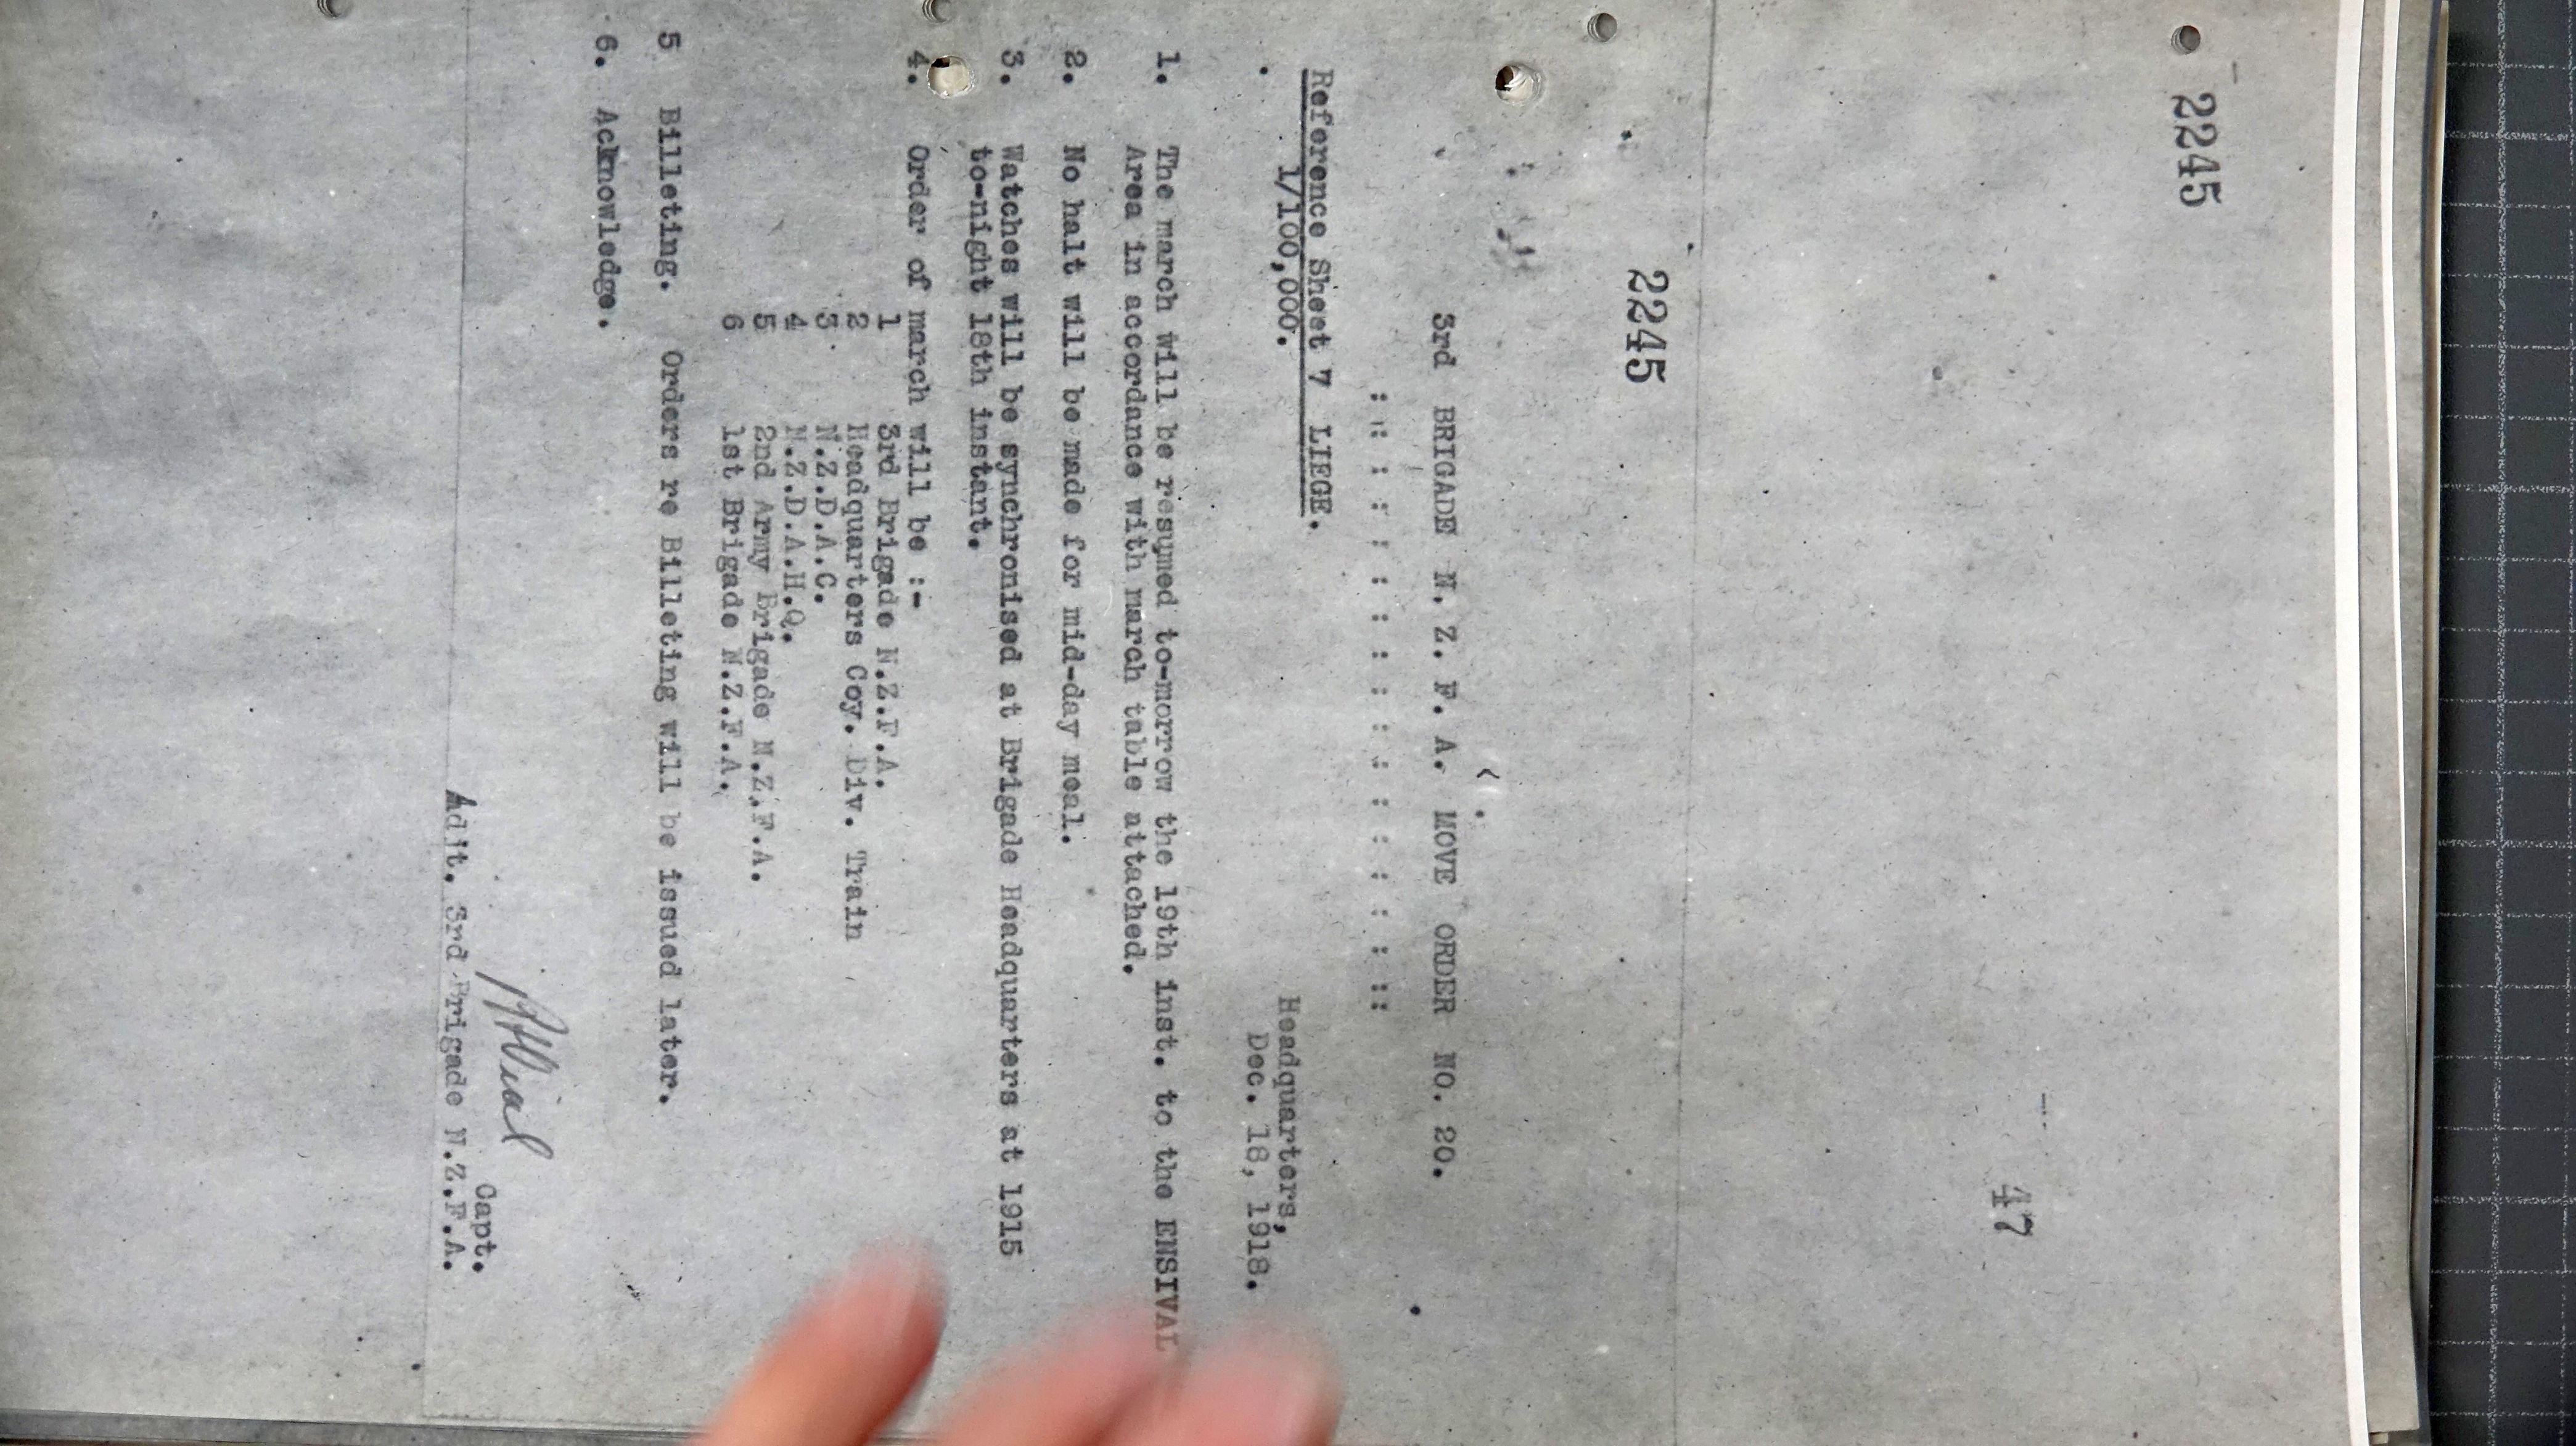 2245
47
2245
3rd BRIGADE N. Z. F. A. MOVE ORDER NO. 20.
: : : : : : : : : : : : : : : : ::
Headquarters,
Dec. 18, 1918.
Reference Sheet 7 LIEGE.
1/100,000.
1. The march will be resumed to-morrow the 19th inst. to the ENSIVAL
Area in accordance with march table attached.
2. No halt will be made for mid-day meal.
3. Watches will be synchronised at Brigade Headquarters at 1915
to-night 18th instant.
4. Order of march will be :-
1 3rd Brigade N.Z.F.A.
2 Headquarters Coy. Div. Train
3 N.Z.D.A.C.
4 N.Z.D.A.H.Q.
5 2nd Army Brigade N.Z.F.A.
6 1st Brigade N.Z.F.A.
5 Billeting. Orders re Billeting will be issued later.
6. Acknowledge.
Capt.
Adjt. 3rd Brigade N.Z.F.A.